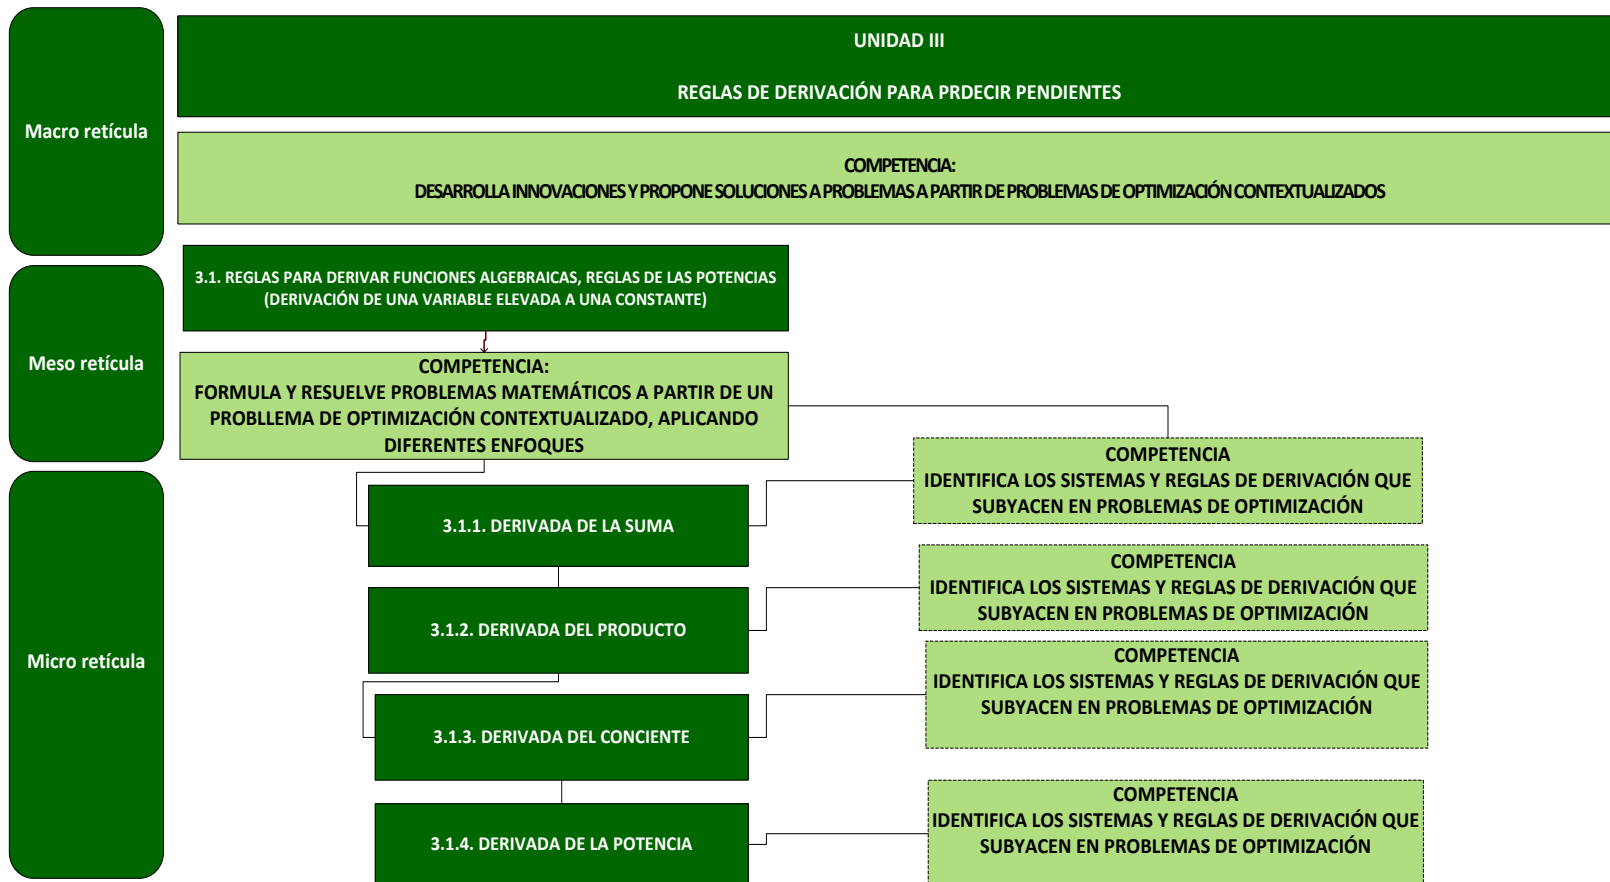 Macro retícula
UNIDAD III
REGLAS DE DERIVACIÓN PARA PRDECIR PENDIENTES
COMPETENCIA:
DESARROLLA INNOVACIONES Y PROPONE SOLUCIONES A PROBLEMAS A PARTIR DE PROBLEMAS DE OPTIMIZACIÓN CONTEXTUALIZADOS
Meso retícula
3.1. REGLAS PARA DERIVAR FUNCIONES ALGEBRAICAS, REGLAS DE LAS POTENCIAS
(DERIVACIÓN DE UNA VARIABLE ELEVADA A UNA CONSTANTE)
COMPETENCIA:
FORMULA Y RESUELVE PROBLEMAS MATEMÁTICOS A PARTIR DE UN
PROBLLEMA DE OPTIMIZACIÓN CONTEXTUALIZADO, APLICANDO
DIFERENTES ENFOQUES
Micro retícula
3.1.1. DERIVADA DE LA SUMA
COMPETENCIA
IDENTIFICA LOS SISTEMAS Y REGLAS DE DERIVACIÓN QUE
SUBYACEN EN PROBLEMAS DE OPTIMIZACIÓN
3.1.2. DERIVADA DEL PRODUCTO
COMPETENCIA
IDENTIFICA LOS SISTEMAS Y REGLAS DE DERIVACIÓN QUE
SUBYACEN EN PROBLEMAS DE OPTIMIZACIÓN
3.1.3. DERIVADA DEL CONCIENTE
COMPETENCIA
IDENTIFICA LOS SISTEMAS Y REGLAS DE DERIVACIÓN QUE
SUBYACEN EN PROBLEMAS DE OPTIMIZACIÓN
3.1.4. DERIVADA DE LA POTENCIA
COMPETENCIA
IDENTIFICA LOS SISTEMAS Y REGLAS DE DERIVACIÓN QUE
SUBYACEN EN PROBLEMAS DE OPTIMIZACIÓN